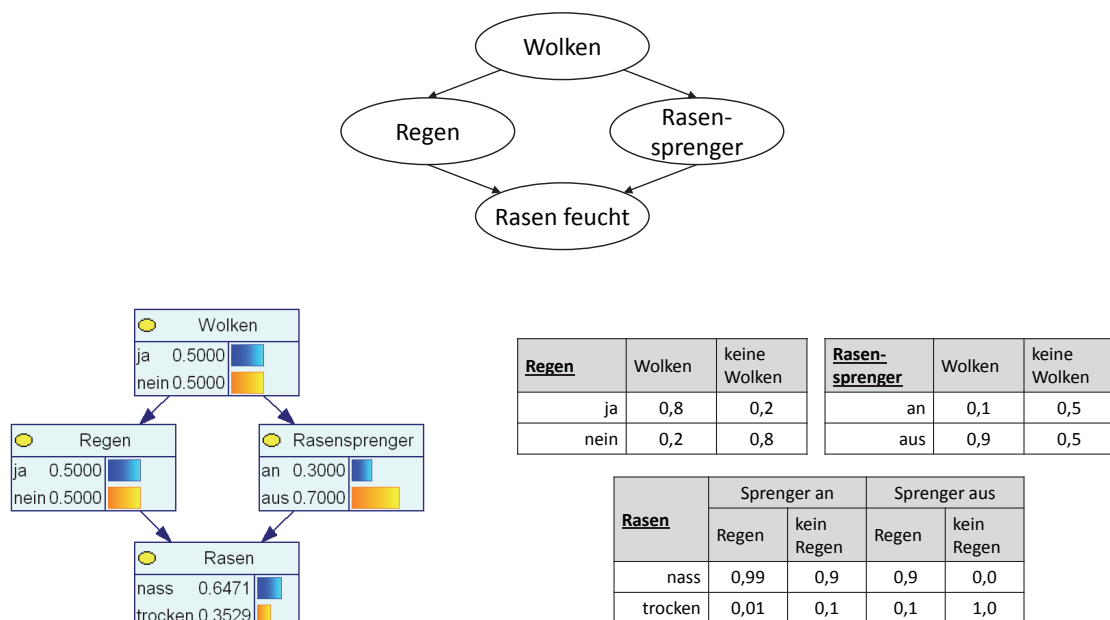 Wolken
Regen
Rasen-
sprenger
Rasen feucht
Wolken
ja 0.5000
nein 0.5000
Regen
ja 0.5000
nein 0.5000
Rasensprenger
an 0.3000
aus 0.7000
Rasen
nass 0.6471
trocken 0.3529
Regen Wolken keine
Wolken
ja 0,8 0,2
nein 0,2 0,8
Rasen-
sprenger Wolken keine
Wolken
an 0,1 0,5
aus 0,9 0,5
Rasen Sprenger an Sprenger aus
Regen kein
Regen Regen kein
Regen
nass 0,99 0,9 0,9 0,0
trocken 0,01 0,1 0,1 1,0